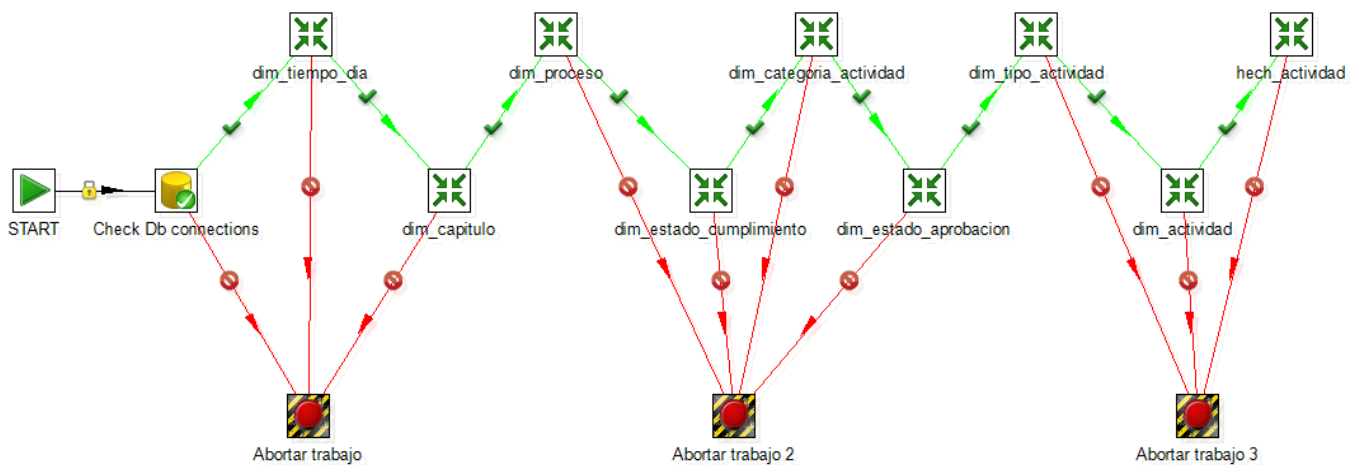 dim_tiempo_dia
dim_proceso
dim_categoria_actividad
dim_tipo_actividad
hech_actividad
START
Check Db connections
dim_capitulo
dim_estado_cumplimiento
dim_estado_aprobacion
dim_actividad
Abortar trabajo
Abortar trabajo 2
Abortar trabajo 3